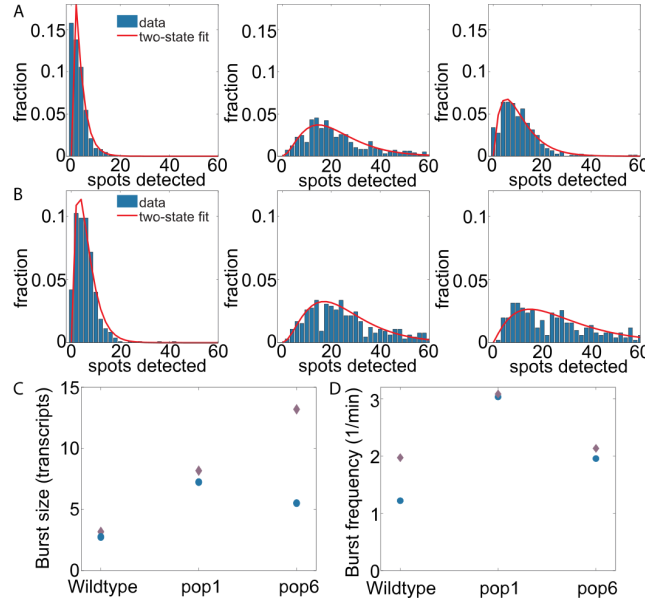 A
0.15
0.1
0.05
0
fraction
data
two-state fit
0 20 40 60
spots detected
0.15
0.1
0.05
0
fraction
0 20 40 60
spots detected
0.15
0.1
0.05
0
fraction
0 20 40 60
spots detected
B
0.1
0.05
0
fraction
data
two-state fit
0 20 40 60
spots detected
0.1
0.05
0
fraction
0 20 40 60
spots detected
0.1
0.05
0
fraction
0 20 40 60
spots detected
C
15
10
5
0
Burst size (transcripts)
Wildtype pop1 pop6
D
3
2
1
0
Burst frequency (1/min)
Wildtype pop1 pop6